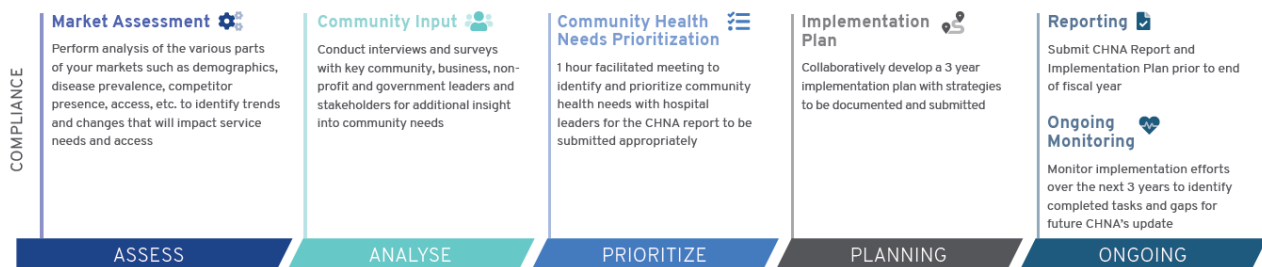 COMPLIANCE
Market Assessment
Perform analysis of the various parts
of your markets such as demographics,
disease prevalence, competitor
presence, access, etc. to identify trends
and changes that will impact service
needs and access
ASSESS
Community Input
Conduct interviews and surveys
with key community, business, non-
profit and government leaders and
stakeholders for additional insight
into community needs
ANALYSE
Community Health
Needs Prioritization
1 hour facilitated meeting to
identify and prioritize community
health needs with hospital
leaders for the CHNA report to be
submitted appropriately
PRIORITIZE
Implementation
Plan
Collaboratively develop a 3 year
implementation plan with strategies
to be documented and submitted
PLANNING
Reporting
Submit CHNA Report and
Implementation Plan prior to end
of fiscal year
Ongoing
Monitoring
Monitor implementation efforts
over the next 3 years to identify
completed tasks and gaps for
future CHNA's update
ONGOING